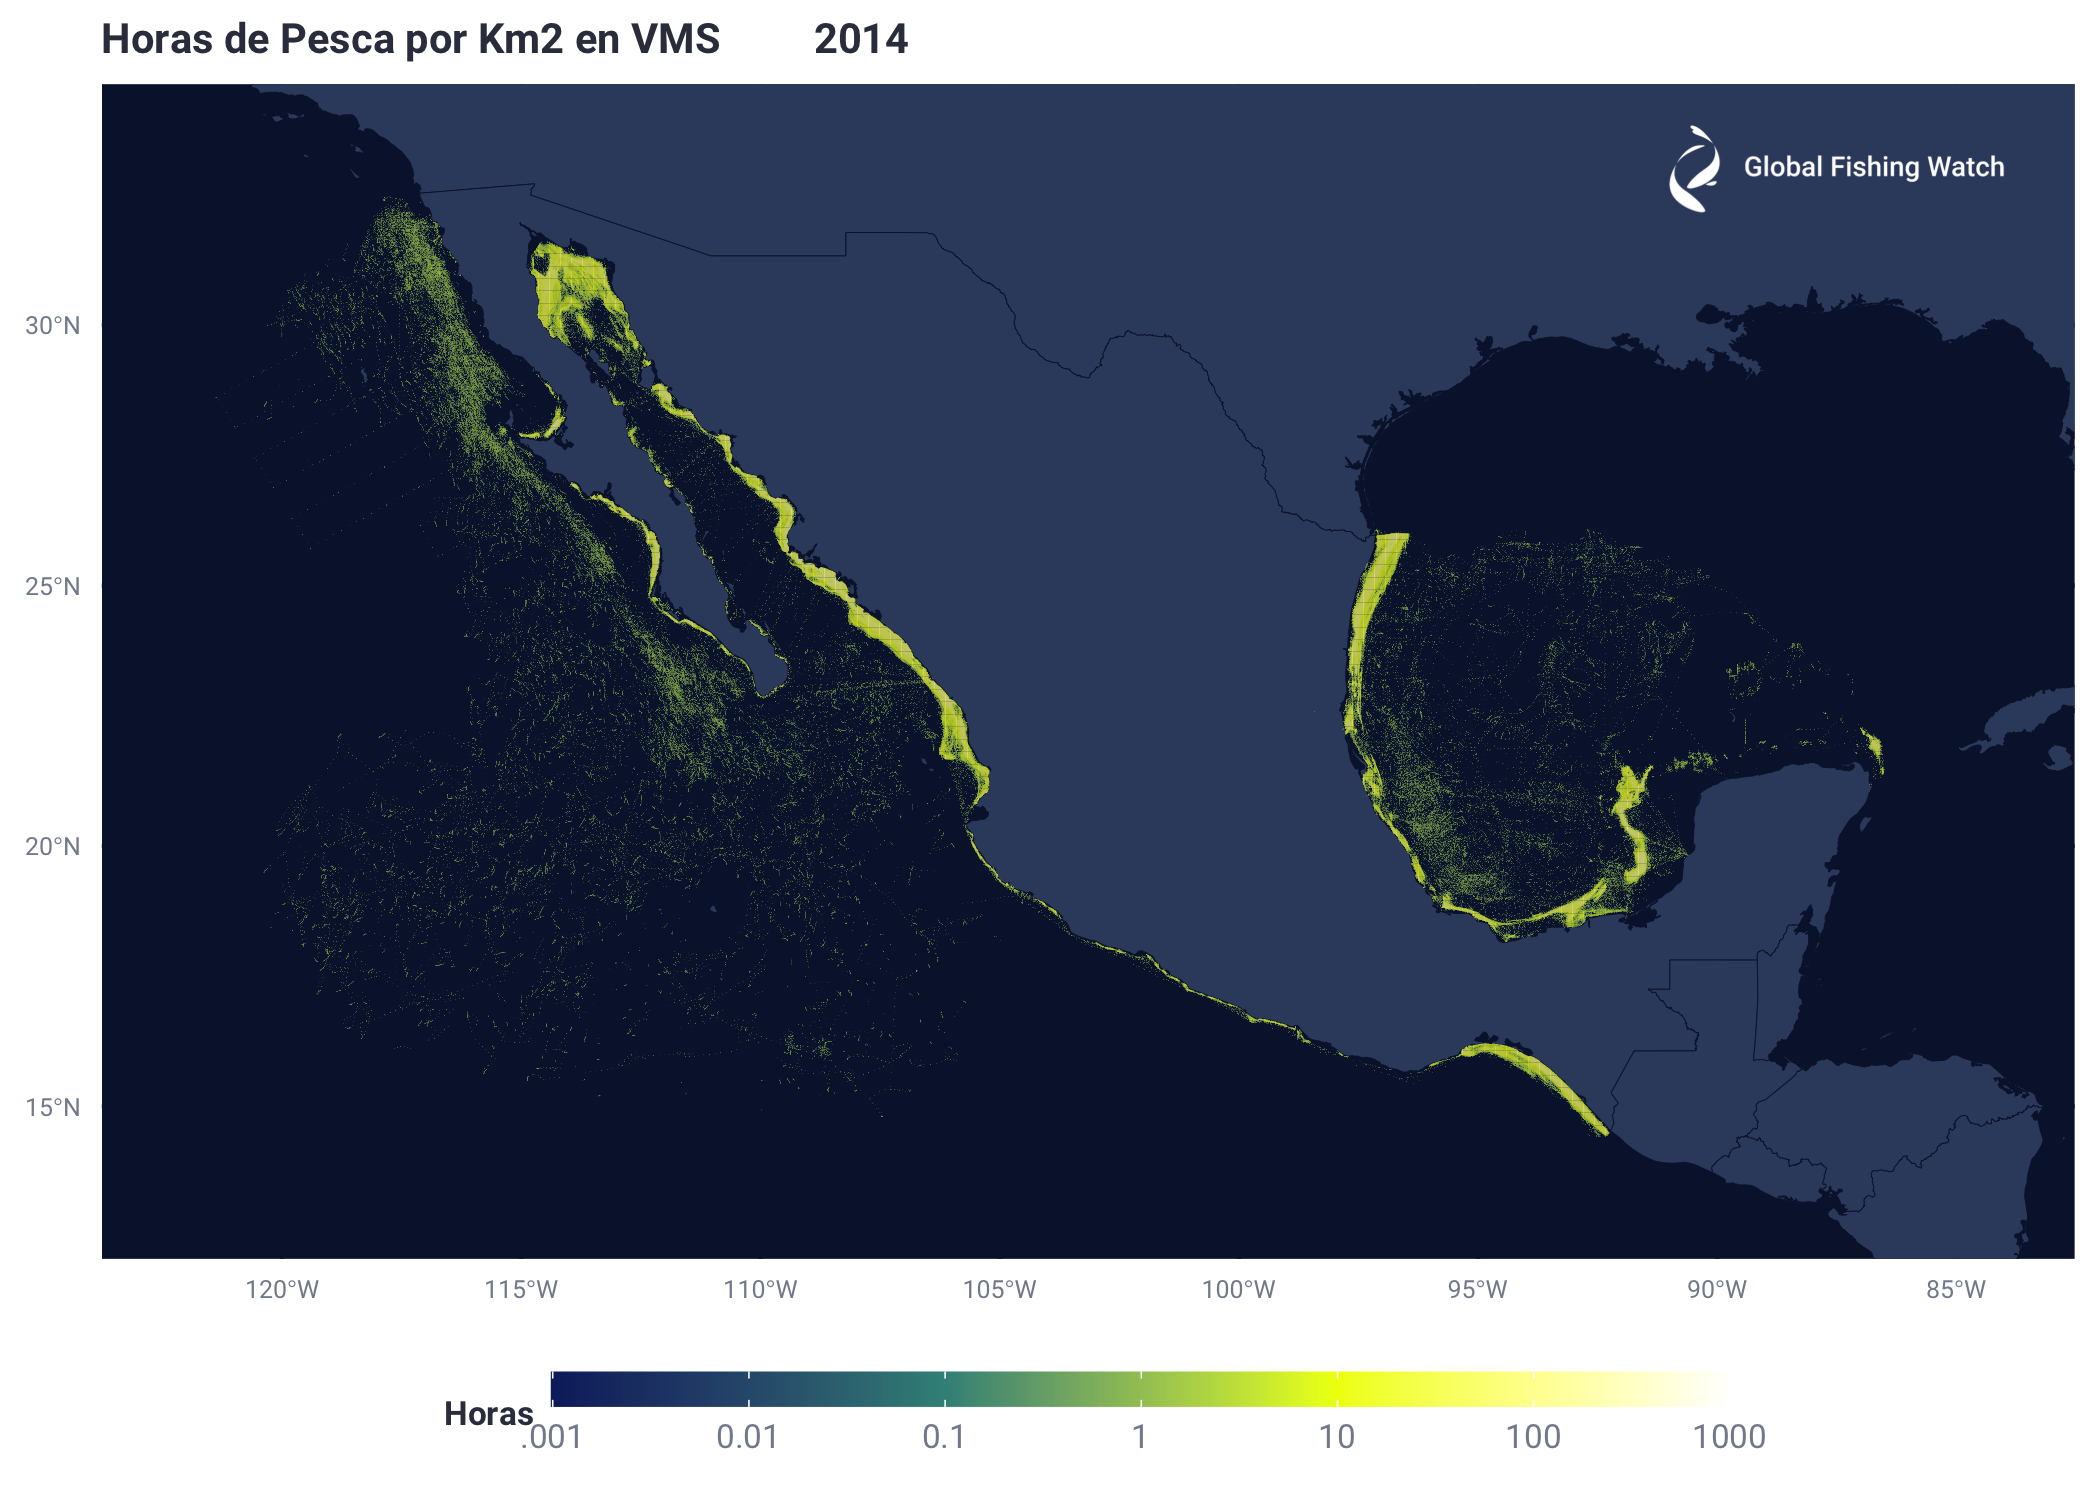 Horas de Pesca por Km2 en VMS 2014
Global Fishing Watch
30°N
25°N
20°N
15°N
120°W 115°W 110°W 105°W 100°W 95°W 90°W 85°W
Horas
.001 0.01 0.1 1 10 100 1000